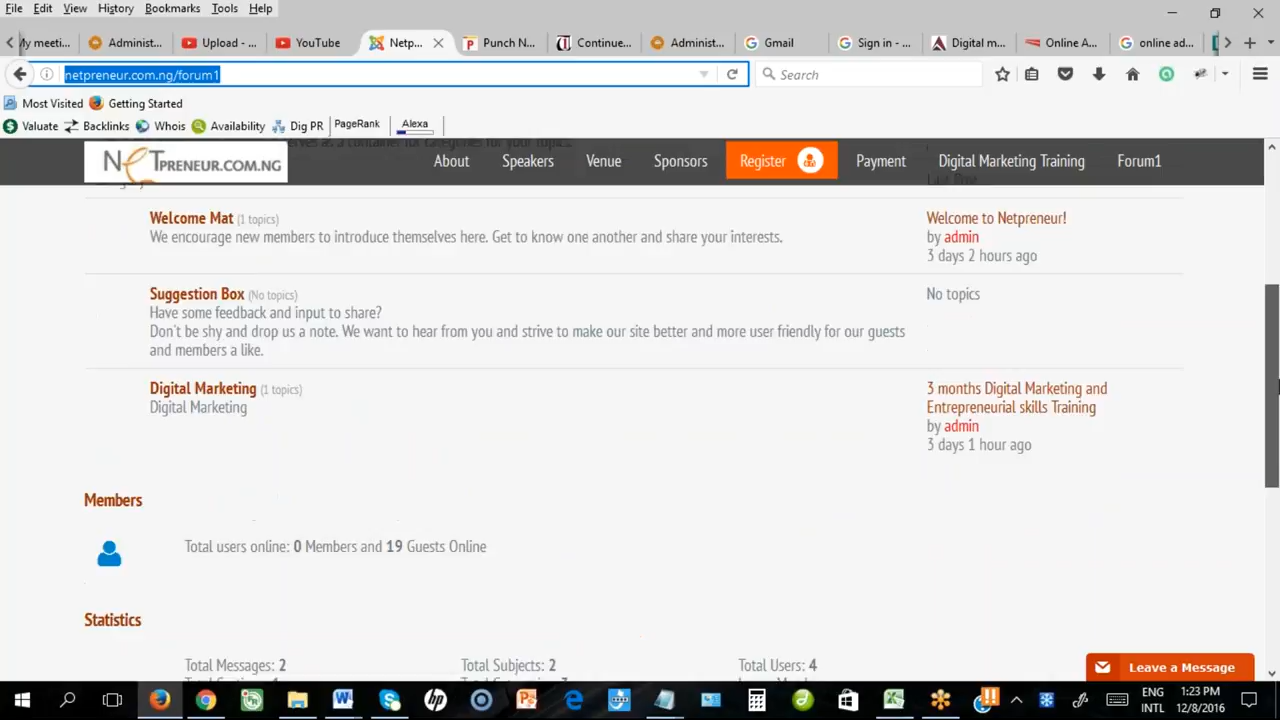 File Edit View History Bookmarks Tools Help
My meeti... Administ... Upload - ... YouTube Netp... Punch N... Continue... Administ... Gmail Sign in - ... Digital m... Online A... online ad...
netpreneur.com.ng/forum1 Search
Most Visited Getting Started
Valuate Backlinks Whois Availability Dig PR PageRank Alexa
NETPRENEUR.COM.NG About Speakers Venue Sponsors Register Payment Digital Marketing Training Forum1
Welcome Mat (1 topics) Welcome to Netpreneur!
We encourage new members to introduce themselves here. Get to know one another and share your interests. by admin
3 days 2 hours ago
Suggestion Box (No topics) No topics
Have some feedback and input to share?
Don't be shy and drop us a note. We want to hear from you and strive to make our site better and more user friendly for our guests
and members a like.
Digital Marketing (1 topics) 3 months Digital Marketing and
Digital Marketing Entrepreneurial skills Training
by admin
3 days 1 hour ago
Members
Total users online: 0 Members and 19 Guests Online
Statistics
Total Messages: 2 Total Subjects: 2 Total Users: 4
Leave a Message
ENG 1:23 PM
INTL 12/8/2016